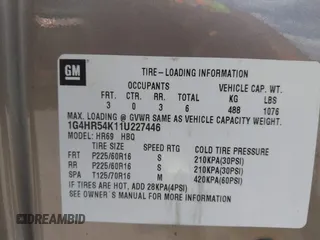 GM
TIRE-LOADING INFORMATION
OCCUPANTS VEHICLE CAP. WT.
FRT CTR RR TOTAL KG LBS
3 0 3 6 488 1076
MAX. LOADING @ GVWR SAME AS VEHICLE CAPACITY WT
1G4HR54K11U227446
MODEL: HR69 HBQ
TIRE SIZE SPEED RTG COLD TIRE PRESSURE
FRT P225/60R16 S 210KPA(30PSI)
RR P225/60R16 S 210KPA(30PSI)
SPA T125/70R16 M 420KPA(60PSI)
IF TIRES ARE HOT, ADD 28KPA(4PSI)
SEE OWNER'S MANUAL FOR MORE INFORMATION
AUTOBIDMASTER